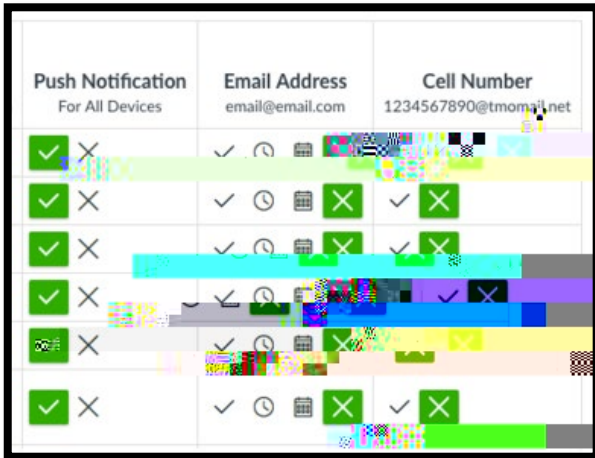 Push Notification Email Address Cell Number
For All Devices email@email.com 1234567890@tmomail.net